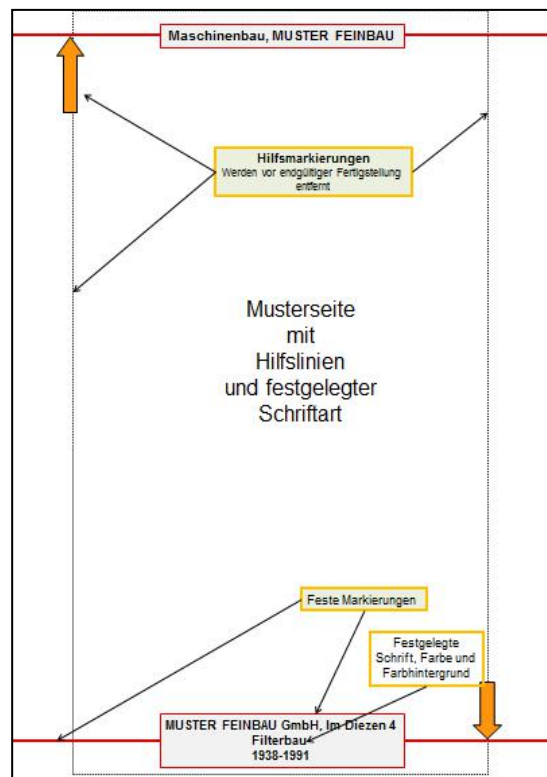 Maschinenbau, MUSTER FEINBAU
Hilfsmarkierungen
Werden vor endgültiger Fertigstellung
entfernt
Musterseite
mit
Hilfslinien
und festgelegter
Schriftart
Feste Markierungen
Festgelegte
Schrift, Farbe und
Farbhintergrund
MUSTER FEINBAU GmbH, Im Diezen 4
Filterbau
1938-1991